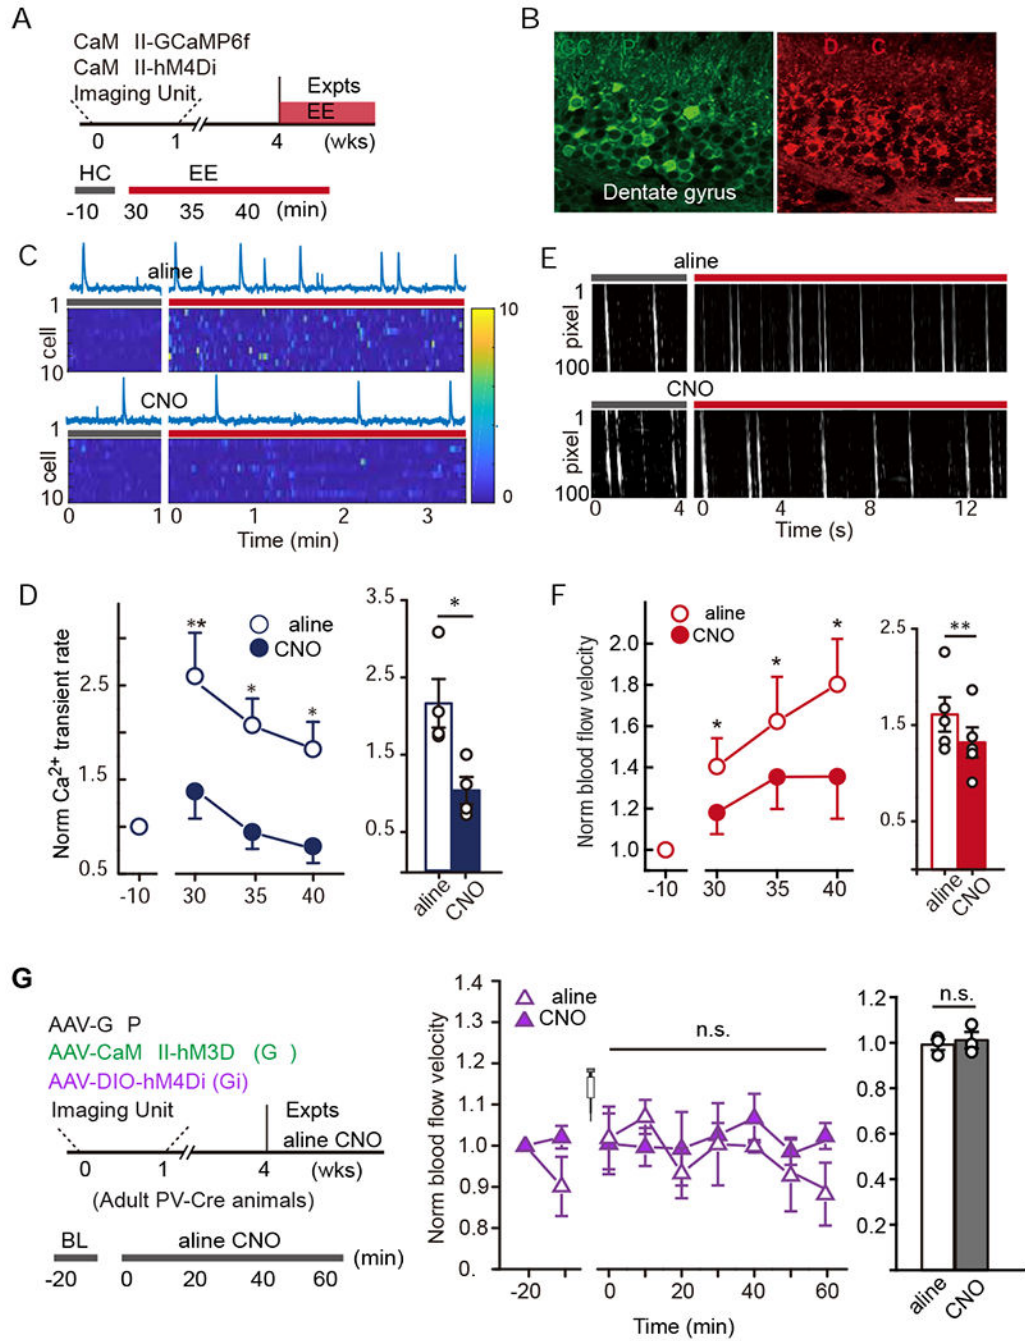 A
CaM II-GCaMP6f
CaM II-hM4Di
Imaging Unit
Expts
EE
0 1 4 (wks)
HC EE
-10 30 35 40 (min)
B
GC P
D C
Dentate gyrus
C
aline
1
cell
10
CNO
1
cell
10
0 1 0 1 2 3
Time (min)
10
0
E
aline
1
pixel
100
CNO
1
pixel
100
0 4 0 4 8 12
Time (s)
D
Norm Ca2+ transient rate
2.5
1.5
0.5
** aline
CNO
*
*
-10 30 35 40
3.5
2.5
1.5
0.5
*
aline CNO
F
Norm blood flow velocity
2.0
1.8
1.6
1.4
1.2
1.0
aline
CNO
*
*
*
-10 30 35 40
2.5
1.5
0.5
**
aline CNO
G
AAV-G P
AAV-CaM II-hM3D (G )
AAV-DIO-hM4Di (Gi)
Imaging Unit Expts
aline CNO
0 1 4 (wks)
(Adult PV-Cre animals)
BL aline CNO (min)
-20 0 20 40 60
Norm blood flow velocity
1.4
1.3
1.2
1.1
1.0
0.9
0.8
0.
aline
CNO
n.s.
-20 0 20 40 60
Time (min)
1.2
1.0
0.8
0.6
0.4
0.2
n.s.
aline CNO